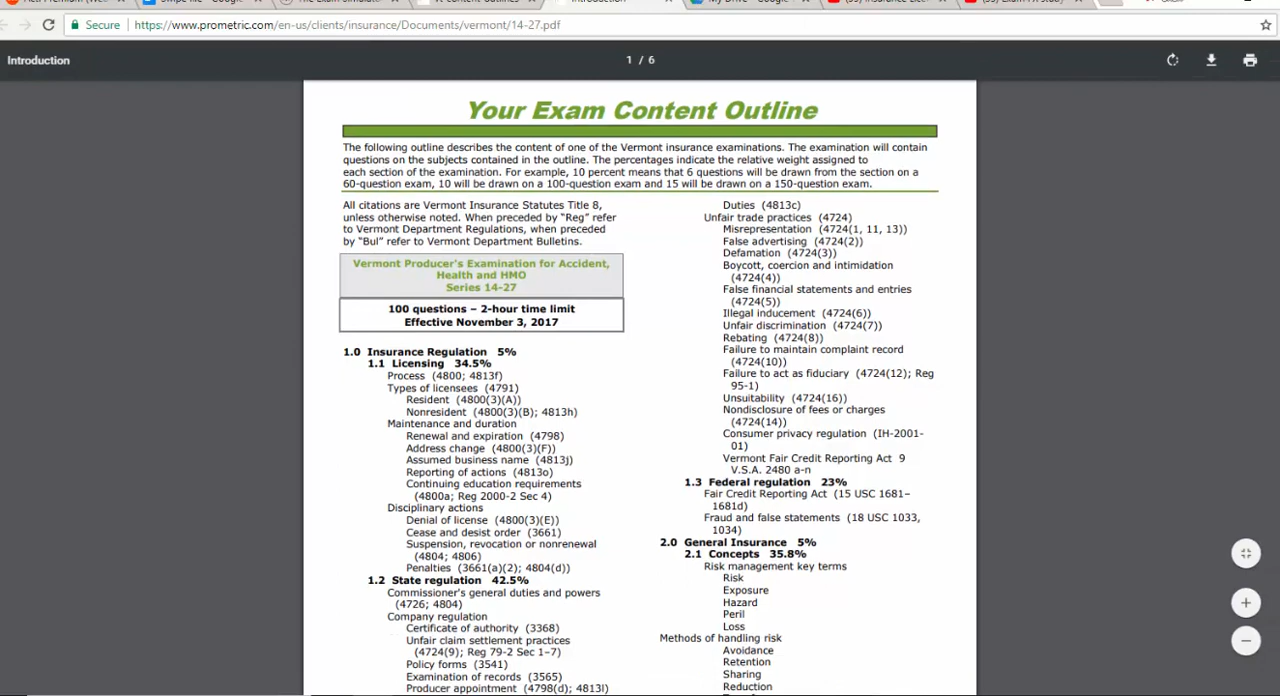 Secure
https://www.prometric.com/en-us/clients/insurance/Documents/vermont/14-27.pdf
Introduction
1 / 6
Your Exam Content Outline
The following outline describes the content of one of the Vermont insurance examinations. The examination will contain
questions on the subjects contained in the outline. The percentages indicate the relative weight assigned to
each section of the examination. For example, 10 percent means that 6 questions will be drawn from the section on a
60-question exam, 10 will be drawn on a 100-question exam and 15 will be drawn on a 150-question exam.
All citations are Vermont Insurance Statutes Title 8,
unless otherwise noted. When preceded by “Reg” refer
to Vermont Department Regulations, when preceded
by “Bul” refer to Vermont Department Bulletins.
Vermont Producer's Examination for Accident,
Health and HMO
Series 14-27
100 questions – 2-hour time limit
Effective November 3, 2017
1.0 Insurance Regulation 5%
1.1 Licensing 34.5%
Process (4800; 4813f)
Types of licensees (4791)
Resident (4800(3)(A))
Nonresident (4800(3)(B); 4813h)
Maintenance and duration
Renewal and expiration (4798)
Address change (4800(3)(F))
Assumed business name (4813j)
Reporting of actions (4813o)
Continuing education requirements
(4800a; Reg 2000-2 Sec 4)
Disciplinary actions
Denial of license (4800(3)(E))
Cease and desist order (3661)
Suspension, revocation or nonrenewal
(4804; 4806)
Penalties (3661(a)(2); 4804(d))
1.2 State regulation 42.5%
Commissioner's general duties and powers
(4726; 4804)
Company regulation
Certificate of authority (3368)
Unfair claim settlement practices
(4724(9); Reg 79-2 Sec 1–7)
Policy forms (3541)
Examination of records (3565)
Producer appointment (4798(d); 4813l)
Duties (4813c)
Unfair trade practices (4724)
Misrepresentation (4724(1, 11, 13))
False advertising (4724(2))
Defamation (4724(3))
Boycott, coercion and intimidation
(4724(4))
False financial statements and entries
(4724(5))
Illegal inducement (4724(6))
Unfair discrimination (4724(7))
Rebating (4724(8))
Failure to maintain complaint record
(4724(10))
Failure to act as fiduciary (4724(12); Reg
95-1)
Unsuitability (4724(16))
Nondisclosure of fees or charges
(4724(14))
Consumer privacy regulation (IH-2001-
01)
Vermont Fair Credit Reporting Act 9
V.S.A. 2480 a-n
1.3 Federal regulation 23%
Fair Credit Reporting Act (15 USC 1681–
1681d)
Fraud and false statements (18 USC 1033,
1034)
2.0 General Insurance 5%
2.1 Concepts 35.8%
Risk management key terms
Risk
Exposure
Hazard
Peril
Loss
Methods of handling risk
Avoidance
Retention
Sharing
Reduction